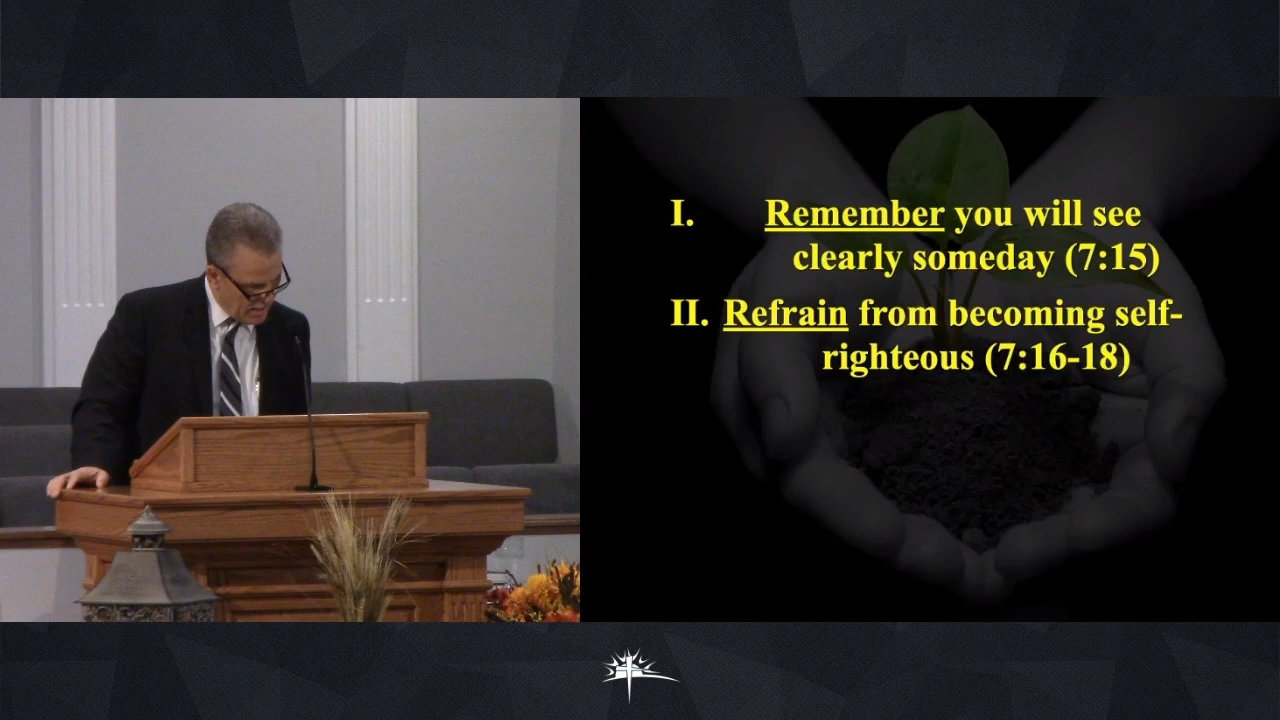 I. Remember you will see
clearly someday (7:15)
II. Refrain from becoming self-
righteous (7:16-18)